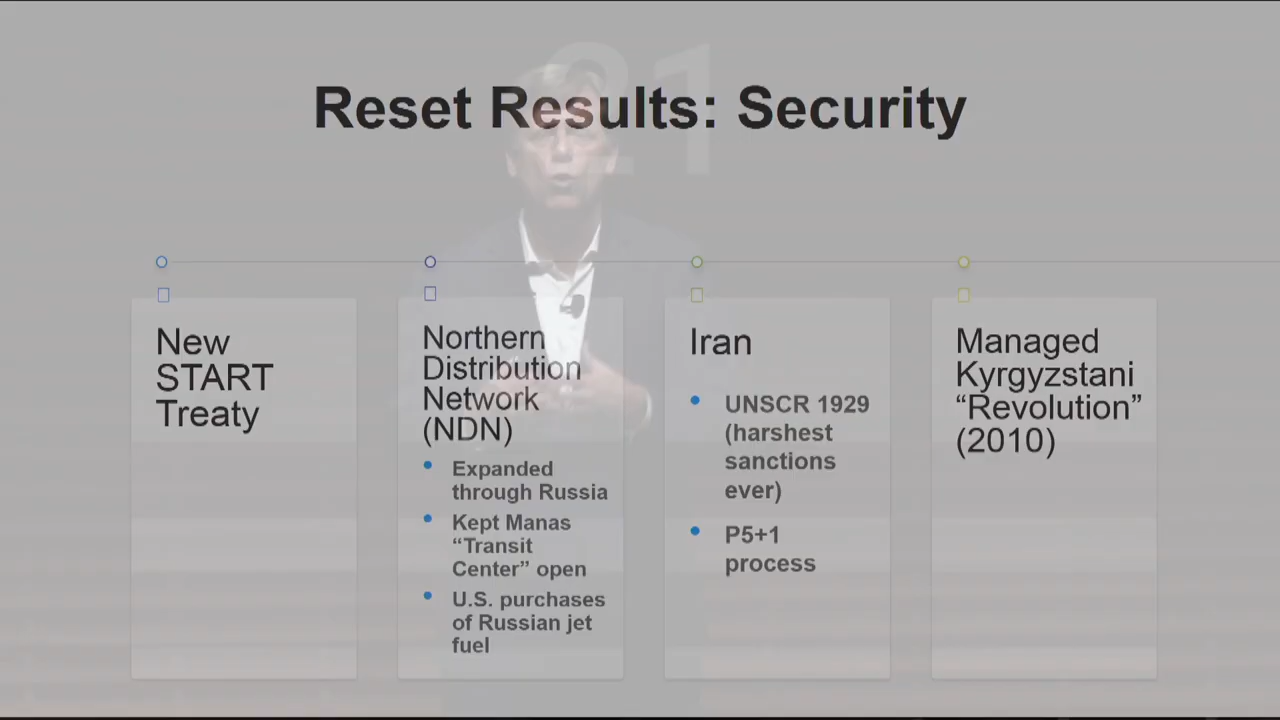 21
Reset Results: Security
New
START
Treaty
Northern
Distribution
Network
(NDN)
Expanded
through Russia
Kept Manas
“Transit
Center” open
U.S. purchases
of Russian jet
fuel
Iran
UNSCR 1929
(harshest
sanctions
ever)
P5+1
process
Managed
Kyrgyzstani
“Revolution”
(2010)